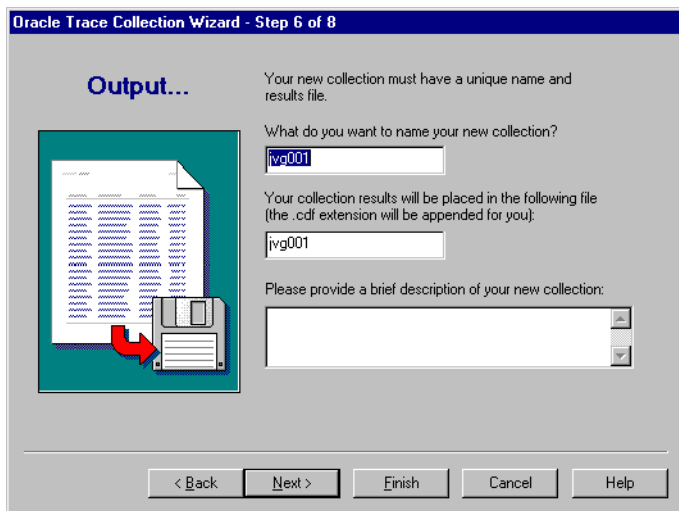 Oracle Trace Collection Wizard - Step 6 of 8
Output...
Your new collection must have a unique name and
results file.
What do you want to name your new collection?
jvg001
Your collection results will be placed in the following file
(the .cdf extension will be appended for you):
jvg001
Please provide a brief description of your new collection:
< Back
Next >
Finish
Cancel
Help